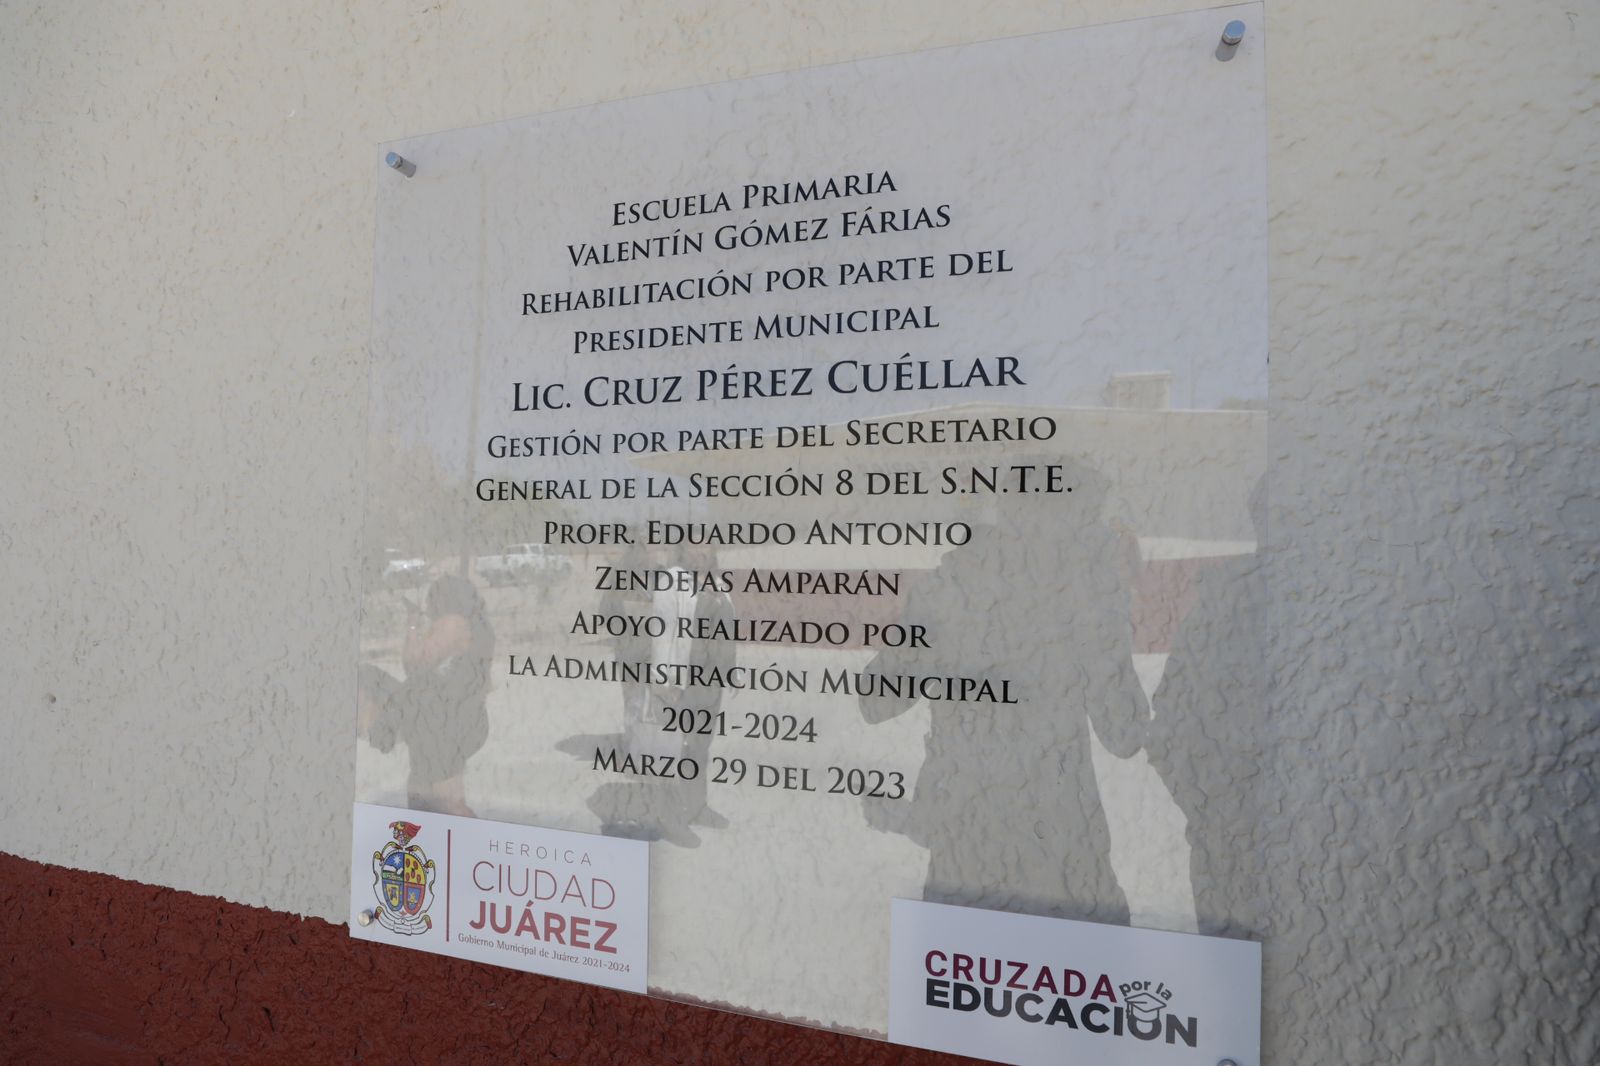 ESCUELA PRIMARIA
VALENTÍN GÓMEZ FÁRIAS
REHABILITACIÓN POR PARTE DEL
PRESIDENTE MUNICIPAL
LIC. CRUZ PÉREZ CUÉLLAR
GESTIÓN POR PARTE DEL SECRETARIO
GENERAL DE LA SECCIÓN 8 DEL S.N.T.E.
PROFR. EDUARDO ANTONIO
ZENDEJAS AMPARÁN
APOYO REALIZADO POR
LA ADMINISTRACIÓN MUNICIPAL
2021-2024
MARZO 29 DEL 2023
HEROICA
CIUDAD
JUÁREZ
Gobierno Municipal de Juárez 2021-2024
CRUZADA por la
EDUCACIÓN